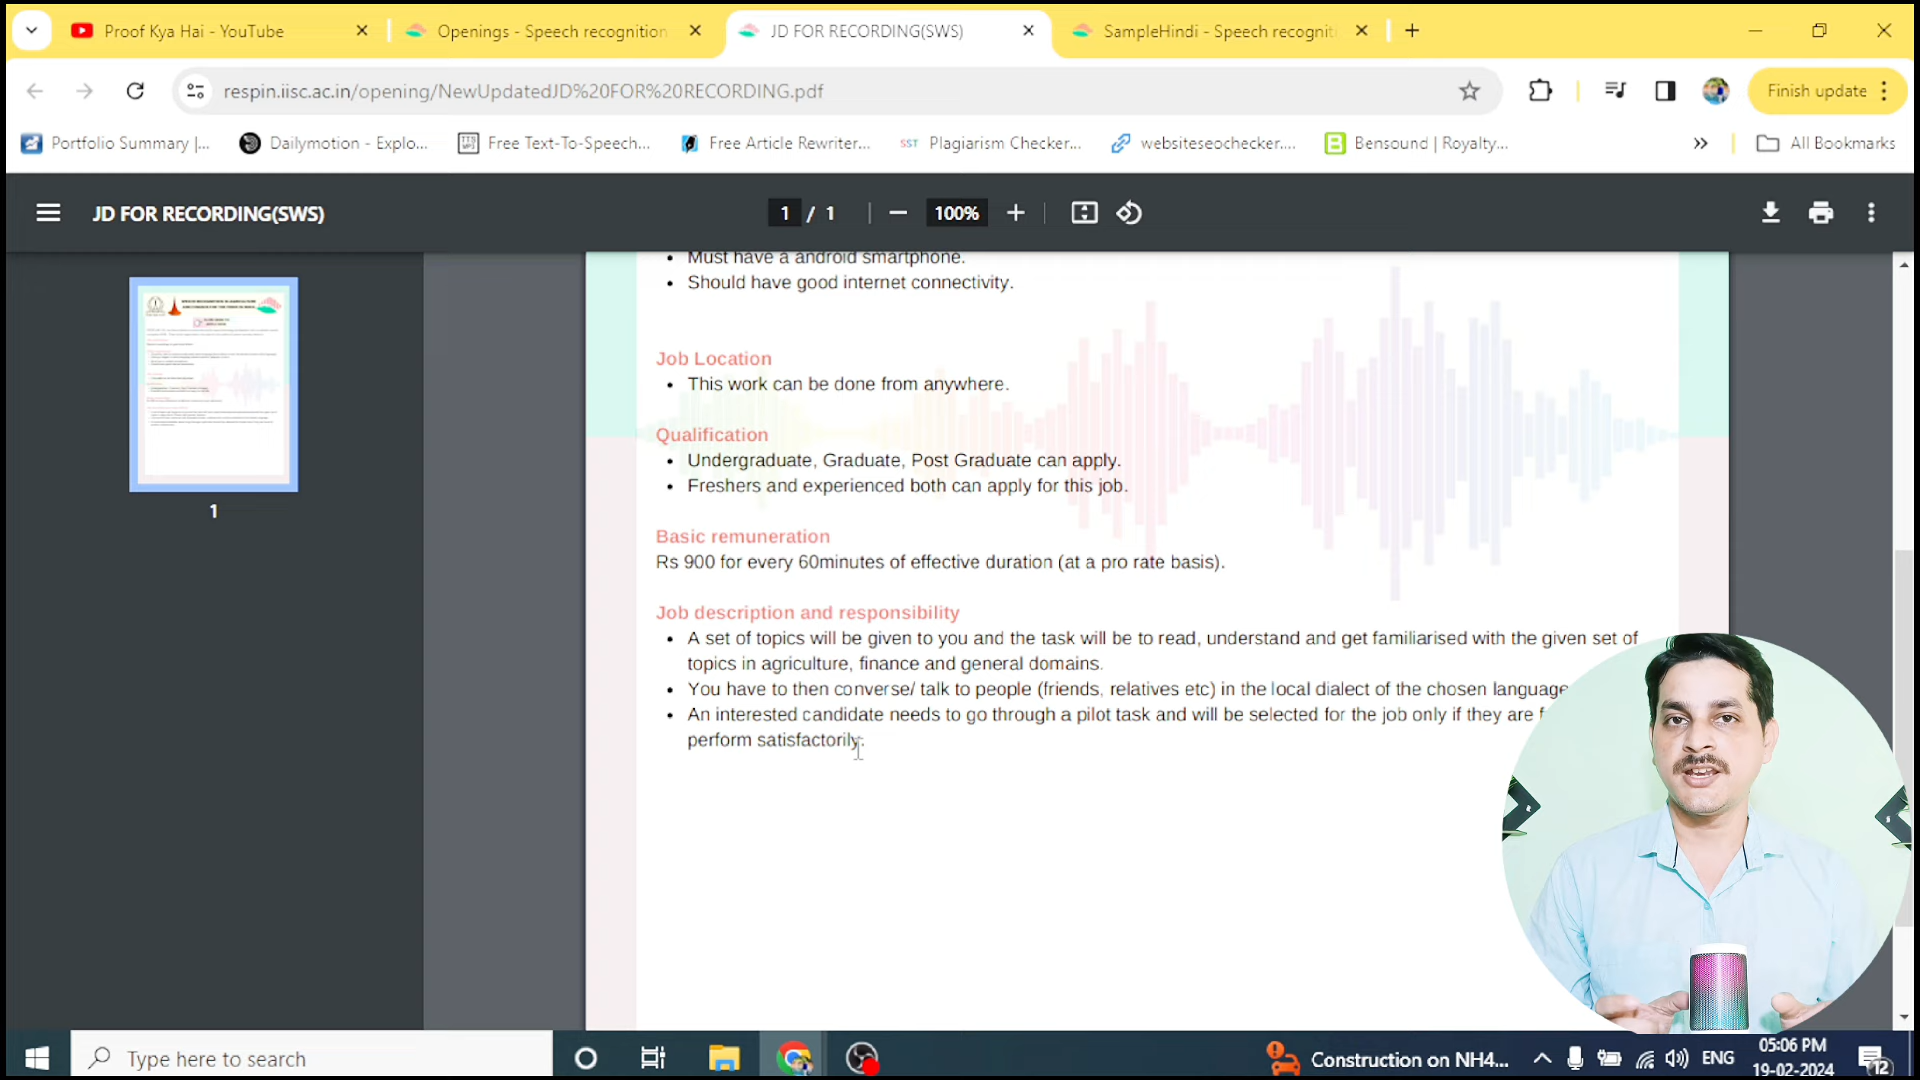 Proof Kya Hai - YouTube
Openings - Speech recognition
JD FOR RECORDING(SWS)
SampleHindi - Speech recognit
respin.iisc.ac.in/opening/NewUpdatedJD%20FOR%20RECORDING.pdf
Finish update
Portfolio Summary |...
Dailymotion - Explo...
Free Text-To-Speech...
Free Article Rewriter...
Plagiarism Checker...
websiteseochecker....
Bensound | Royalty...
All Bookmarks
JD FOR RECORDING(SWS)
1 / 1
100%
1
• Must have a android smartphone.
• Should have good internet connectivity.
Job Location
• This work can be done from anywhere.
Qualification
• Undergraduate, Graduate, Post Graduate can apply.
• Freshers and experienced both can apply for this job.
Basic remuneration
Rs 900 for every 60minutes of effective duration (at a pro rate basis).
Job description and responsibility
• A set of topics will be given to you and the task will be to read, understand and get familiarised with the given set of
topics in agriculture, finance and general domains.
• You have to then converse/ talk to people (friends, relatives etc) in the local dialect of the chosen language
• An interested candidate needs to go through a pilot task and will be selected for the job only if they are
perform satisfactorily.
Type here to search
Construction on NH4...
ENG
05:06 PM
19-02-2024
12